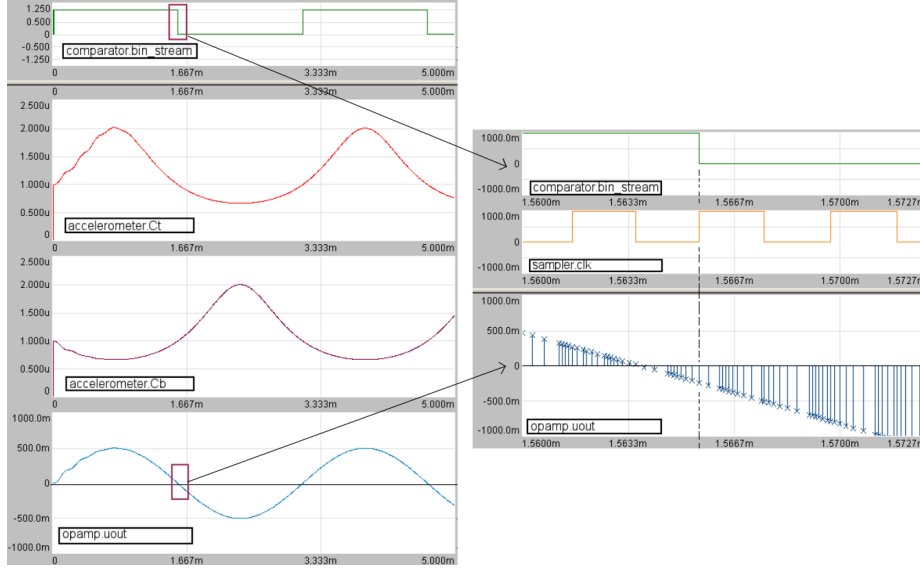 1.250
0.500
0
-0.500
-1.250
comparator.bin_stream
0 1.667m 3.333m 5.000m
2.500u
2.000u
1.500u
1.000u
0.500u
0
accelerometer.Ct
0 1.667m 3.333m 5.000m
2.500u
2.000u
1.500u
1.000u
0.500u
0
accelerometer.Cb
0 1.667m 3.333m 5.000m
1000.0m
500.0m
0
-500.0m
-1000.0m
opamp.uout
0 1.667m 3.333m 5.000m
1000.0m
0
-1000.0m
comparator.bin_stream
1.5600m 1.5633m 1.5667m 1.5700m 1.5727m
1000.0m
0
-1000.0m
sampler.clk
1.5600m 1.5633m 1.5667m 1.5700m 1.5727m
1000.0m
500.0m
0
-500.0m
-1000.0m
opamp.uout
1.5600m 1.5633m 1.5667m 1.5700m 1.5727m